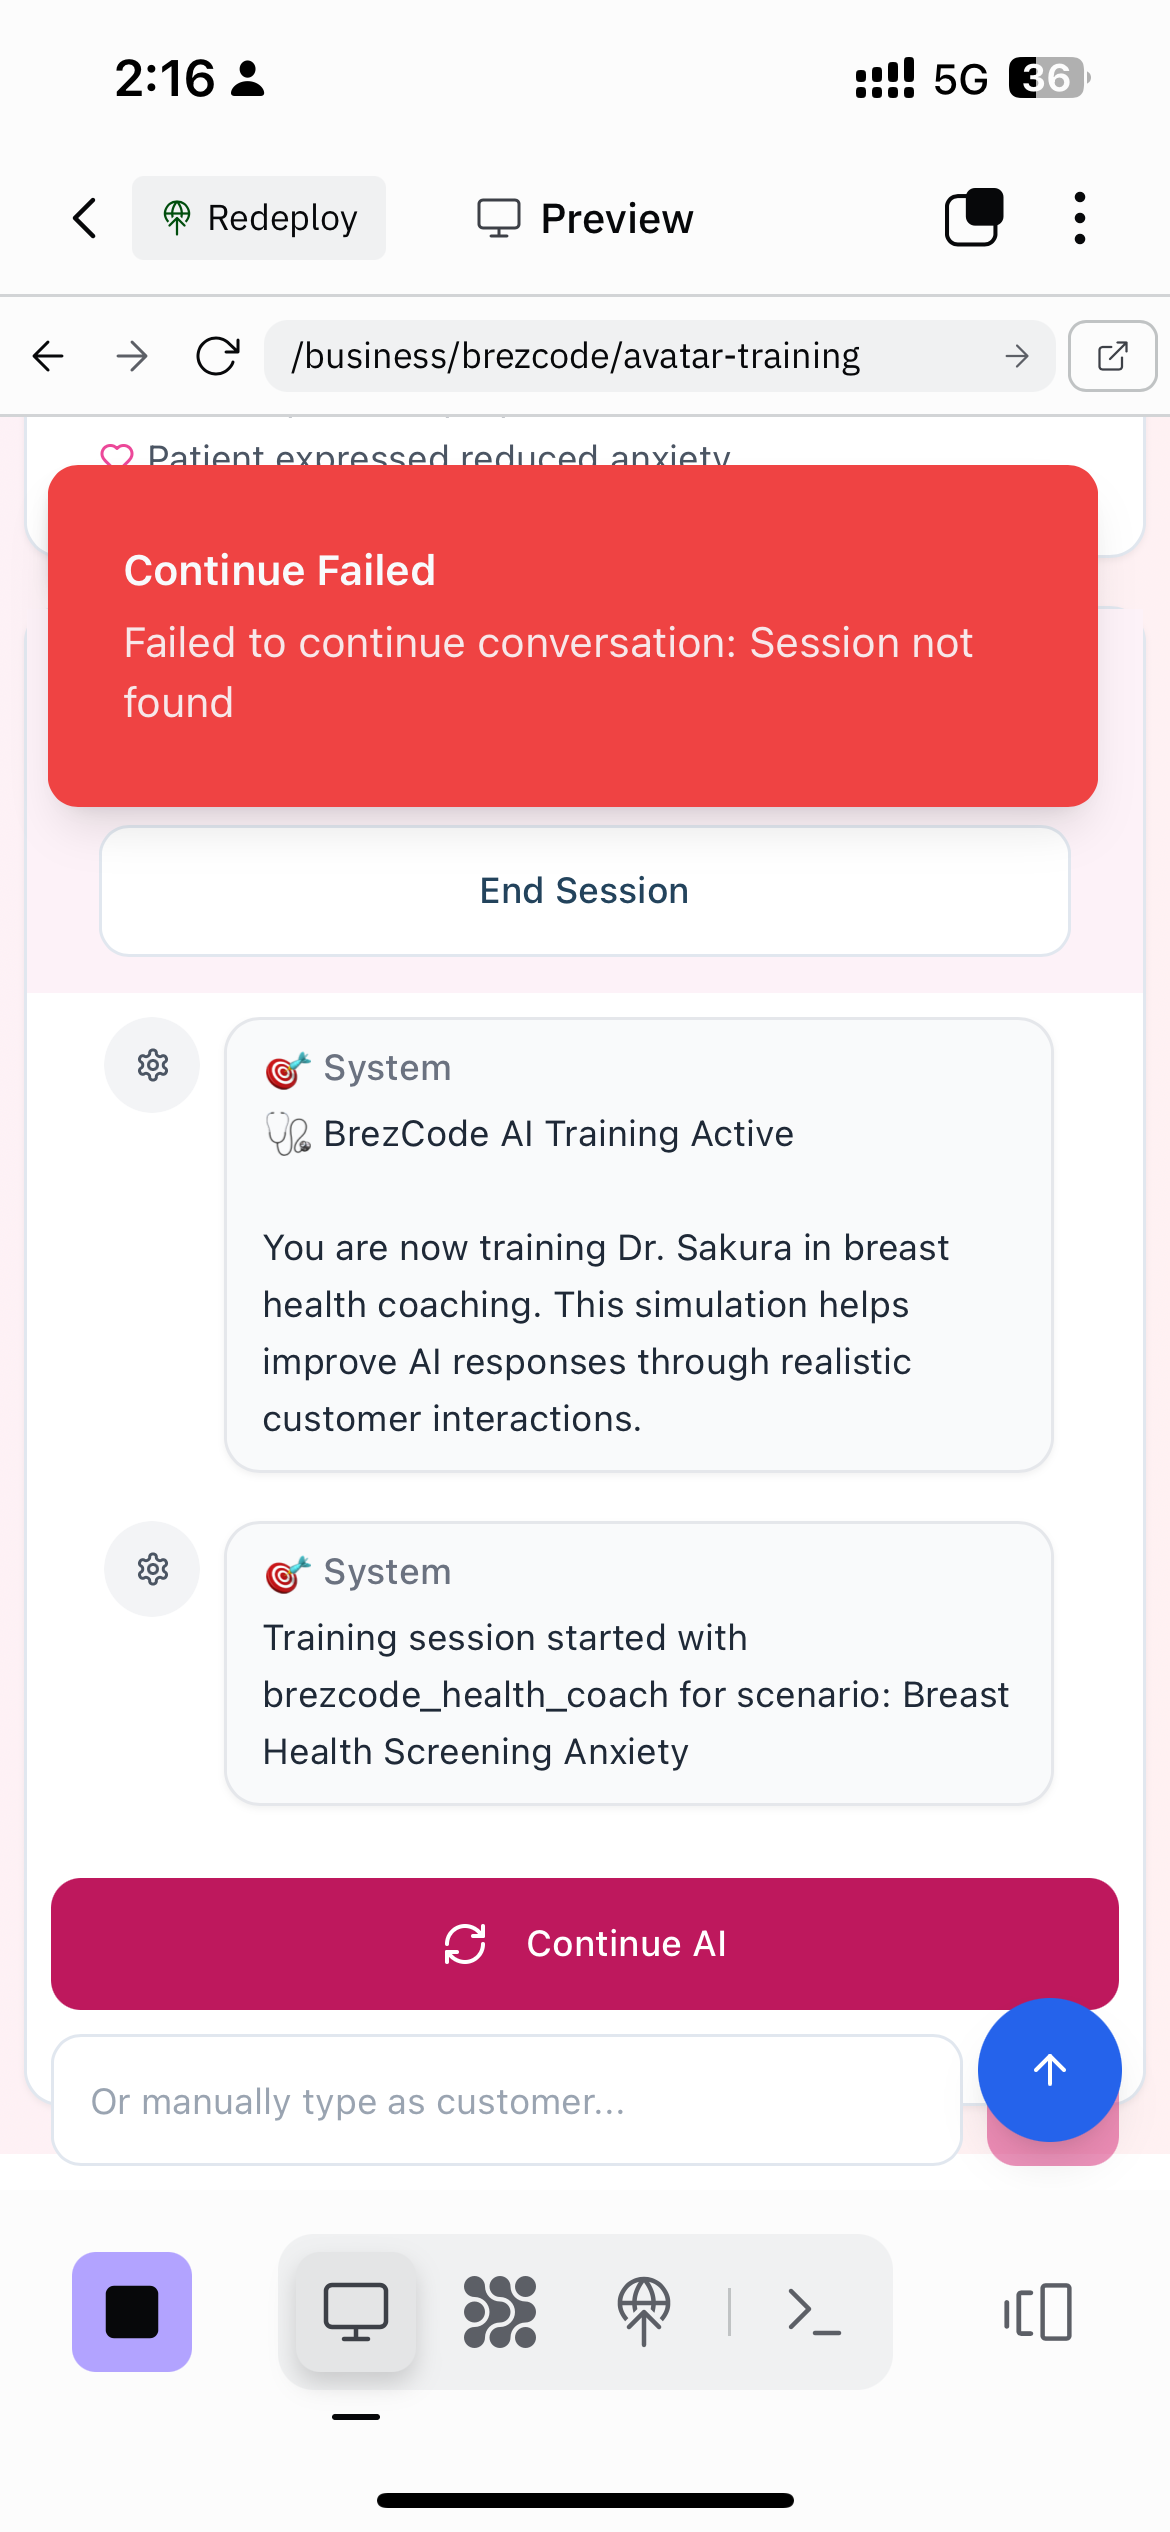 2:16
5G
36
Redeploy
Preview
/business/brezcode/avatar-training
Patient expressed reduced anxiety
Continue Failed
Failed to continue conversation: Session not
found
End Session
System
BrezCode AI Training Active
You are now training Dr. Sakura in breast
health coaching. This simulation helps
improve AI responses through realistic
customer interactions.
System
Training session started with
brezcode_health_coach for scenario: Breast
Health Screening Anxiety
Continue AI
Or manually type as customer...